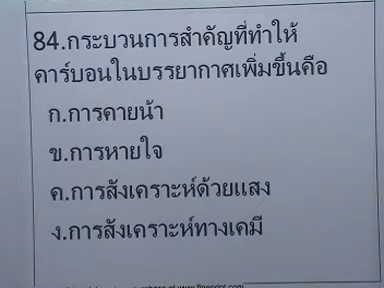 84.กระบวนการสำคัญที่ทำให้
คาร์บอนในบรรยากาศเพิ่มขึ้นคือ
ก.การคายน้ำ
ข.การหายใจ
ค.การสังเคราะห์ด้วยแสง
ง.การสังเคราะห์ทางเคมี